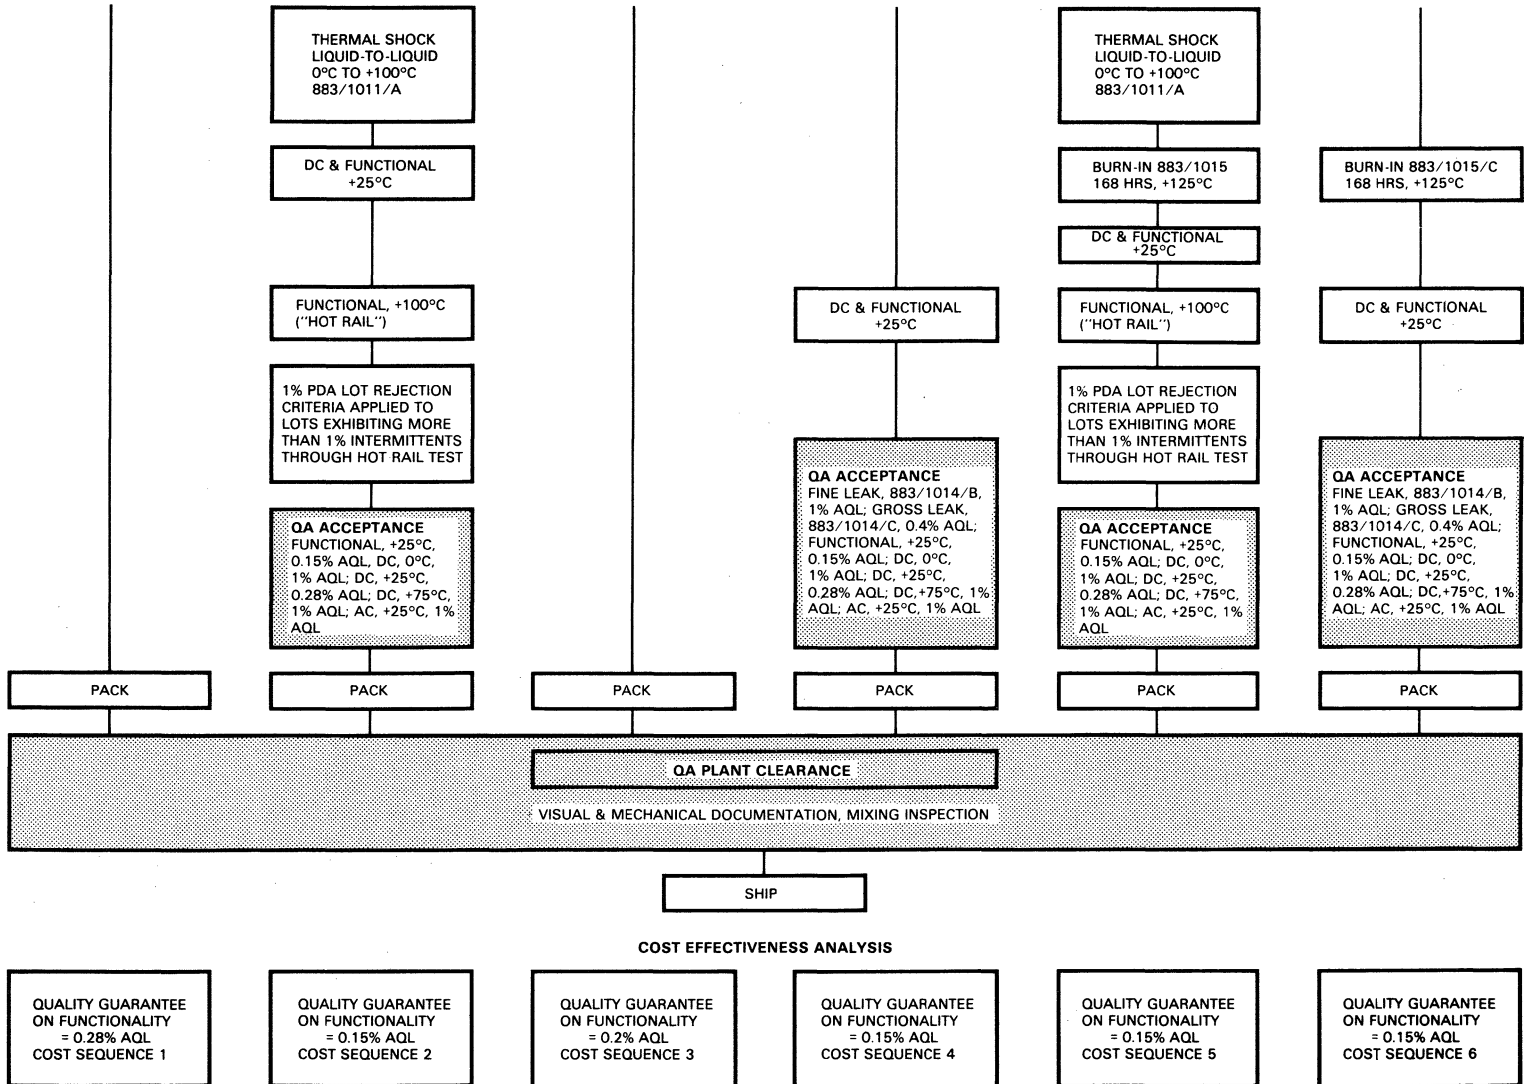 THERMAL SHOCK
LIQUID-TO-LIQUID
0°C TO +100°C
883/1011/A
DC & FUNCTIONAL
+25°C
FUNCTIONAL, +100°C
("HOT RAIL")
1% PDA LOT REJECTION
CRITERIA APPLIED TO
LOTS EXHIBITING MORE
THAN 1% INTERMITTENTS
THROUGH HOT RAIL TEST
QA ACCEPTANCE
FUNCTIONAL, +25°C,
0.15% AQL, DC, 0°C,
1% AQL; DC, +25°C,
0.28% AQL; DC, +75°C,
1% AQL; AC, +25°C, 1%
AQL
DC & FUNCTIONAL
+25°C
QA ACCEPTANCE
FINE LEAK, 883/1014/B,
1% AQL; GROSS LEAK,
883/1014/C, 0.4% AQL;
FUNCTIONAL, +25°C,
0.15% AQL; DC, 0°C,
1% AQL; DC, +25°C,
0.28% AQL; DC,+75°C, 1%
AQL; AC, +25°C, 1% AQL
THERMAL SHOCK
LIQUID-TO-LIQUID
0°C TO +100°C
883/1011/A
BURN-IN 883/1015
168 HRS, +125°C
DC & FUNCTIONAL
+25°C
FUNCTIONAL, +100°C
("HOT RAIL")
1% PDA LOT REJECTION
CRITERIA APPLIED TO
LOTS EXHIBITING MORE
THAN 1% INTERMITTENTS
THROUGH HOT RAIL TEST
QA ACCEPTANCE
FUNCTIONAL, +25°C,
0.15% AQL; DC, 0°C,
1% AQL; DC, +25°C,
0.28% AQL; DC, +75°C,
1% AQL; AC, +25°C, 1%
AQL
BURN-IN 883/1015/C
168 HRS, +125°C
DC & FUNCTIONAL
+25°C
QA ACCEPTANCE
FINE LEAK, 883/1014/B,
1% AQL; GROSS LEAK,
883/1014/C, 0.4% AQL;
FUNCTIONAL, +25°C,
0.15% AQL; DC, 0°C,
1% AQL; DC, +25°C,
0.28% AQL; DC,+75°C, 1%
AQL; AC, +25°C, 1% AQL
PACK
PACK
PACK
PACK
PACK
PACK
QA PLANT CLEARANCE
VISUAL & MECHANICAL DOCUMENTATION, MIXING INSPECTION
SHIP
COST EFFECTIVENESS ANALYSIS
QUALITY GUARANTEE
ON FUNCTIONALITY
= 0.28% AQL
COST SEQUENCE 1
QUALITY GUARANTEE
ON FUNCTIONALITY
= 0.15% AQL
COST SEQUENCE 2
QUALITY GUARANTEE
ON FUNCTIONALITY
= 0.2% AQL
COST SEQUENCE 3
QUALITY GUARANTEE
ON FUNCTIONALITY
= 0.15% AQL
COST SEQUENCE 4
QUALITY GUARANTEE
ON FUNCTIONALITY
= 0.15% AQL
COST SEQUENCE 5
QUALITY GUARANTEE
ON FUNCTIONALITY
= 0.15% AQL
COST SEQUENCE 6